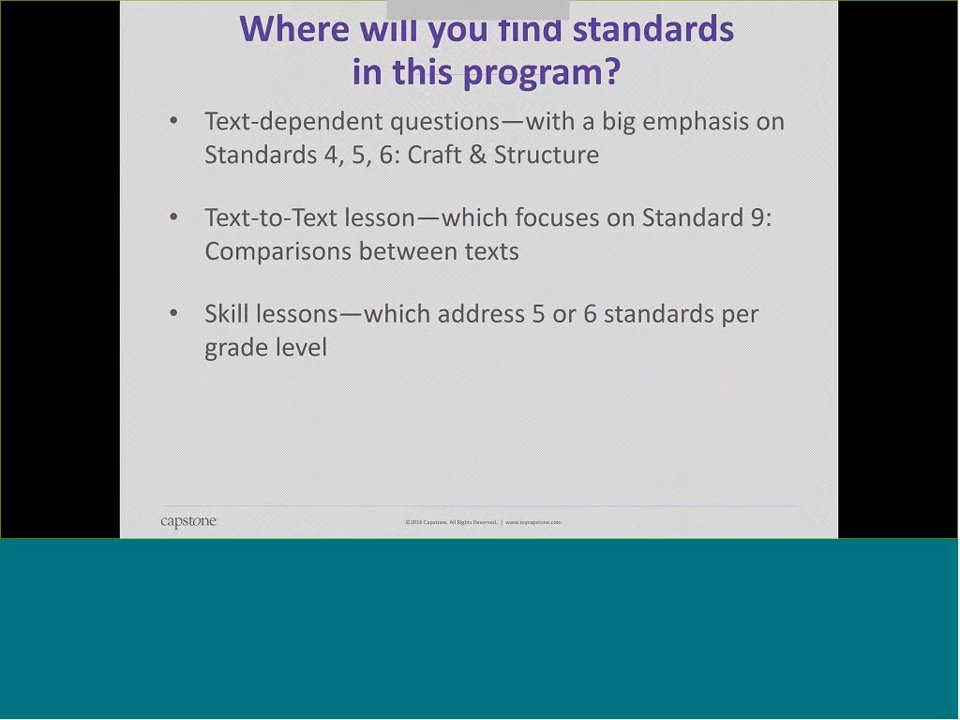 Where will you find standards
in this program?
• Text-dependent questions—with a big emphasis on
Standards 4, 5, 6: Craft & Structure
• Text-to-Text lesson—which focuses on Standard 9:
Comparisons between texts
• Skill lessons—which address 5 or 6 standards per
grade level
capstone
©2016 Capstone. All Rights Reserved. | www.mycapstone.com